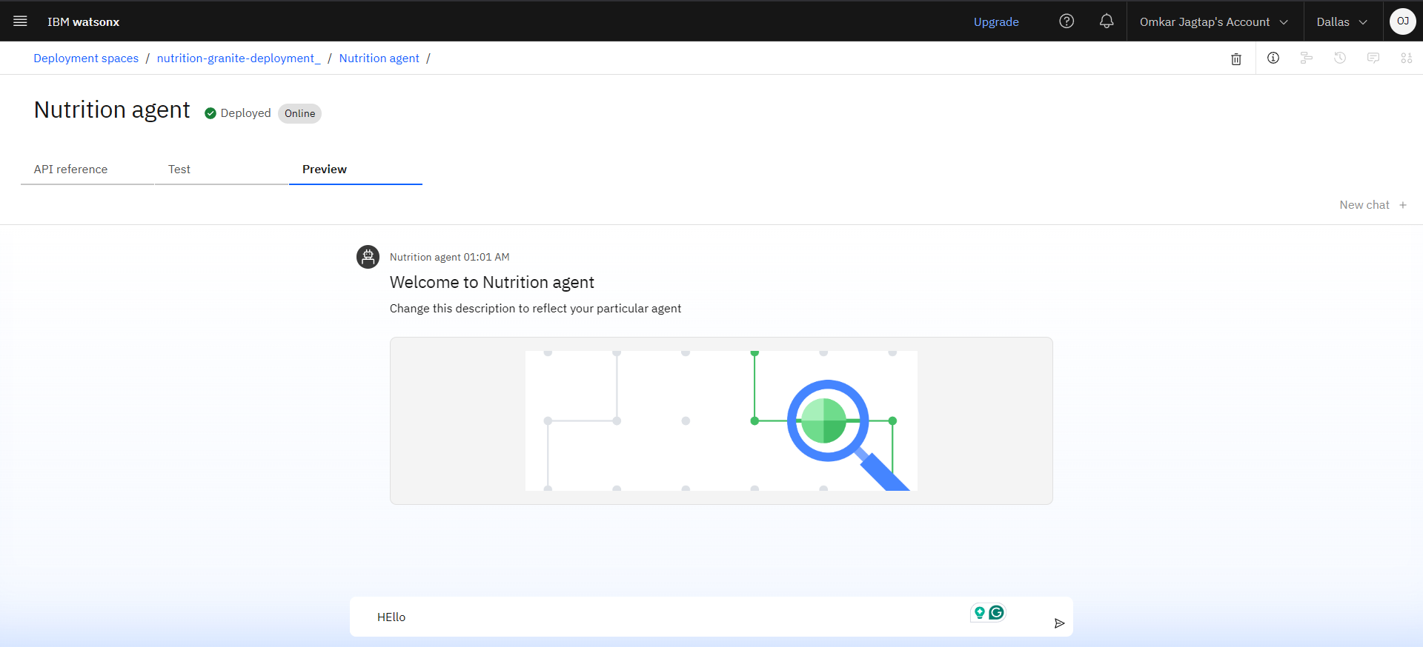 IBM watsonx Upgrade Omkar Jagtap's Account Dallas OJ
Deployment spaces / nutrition-granite-deployment_ / Nutrition agent /
Nutrition agent Deployed Online
API reference Test Preview
New chat +
Nutrition agent 01:01 AM
Welcome to Nutrition agent
Change this description to reflect your particular agent
HEllo